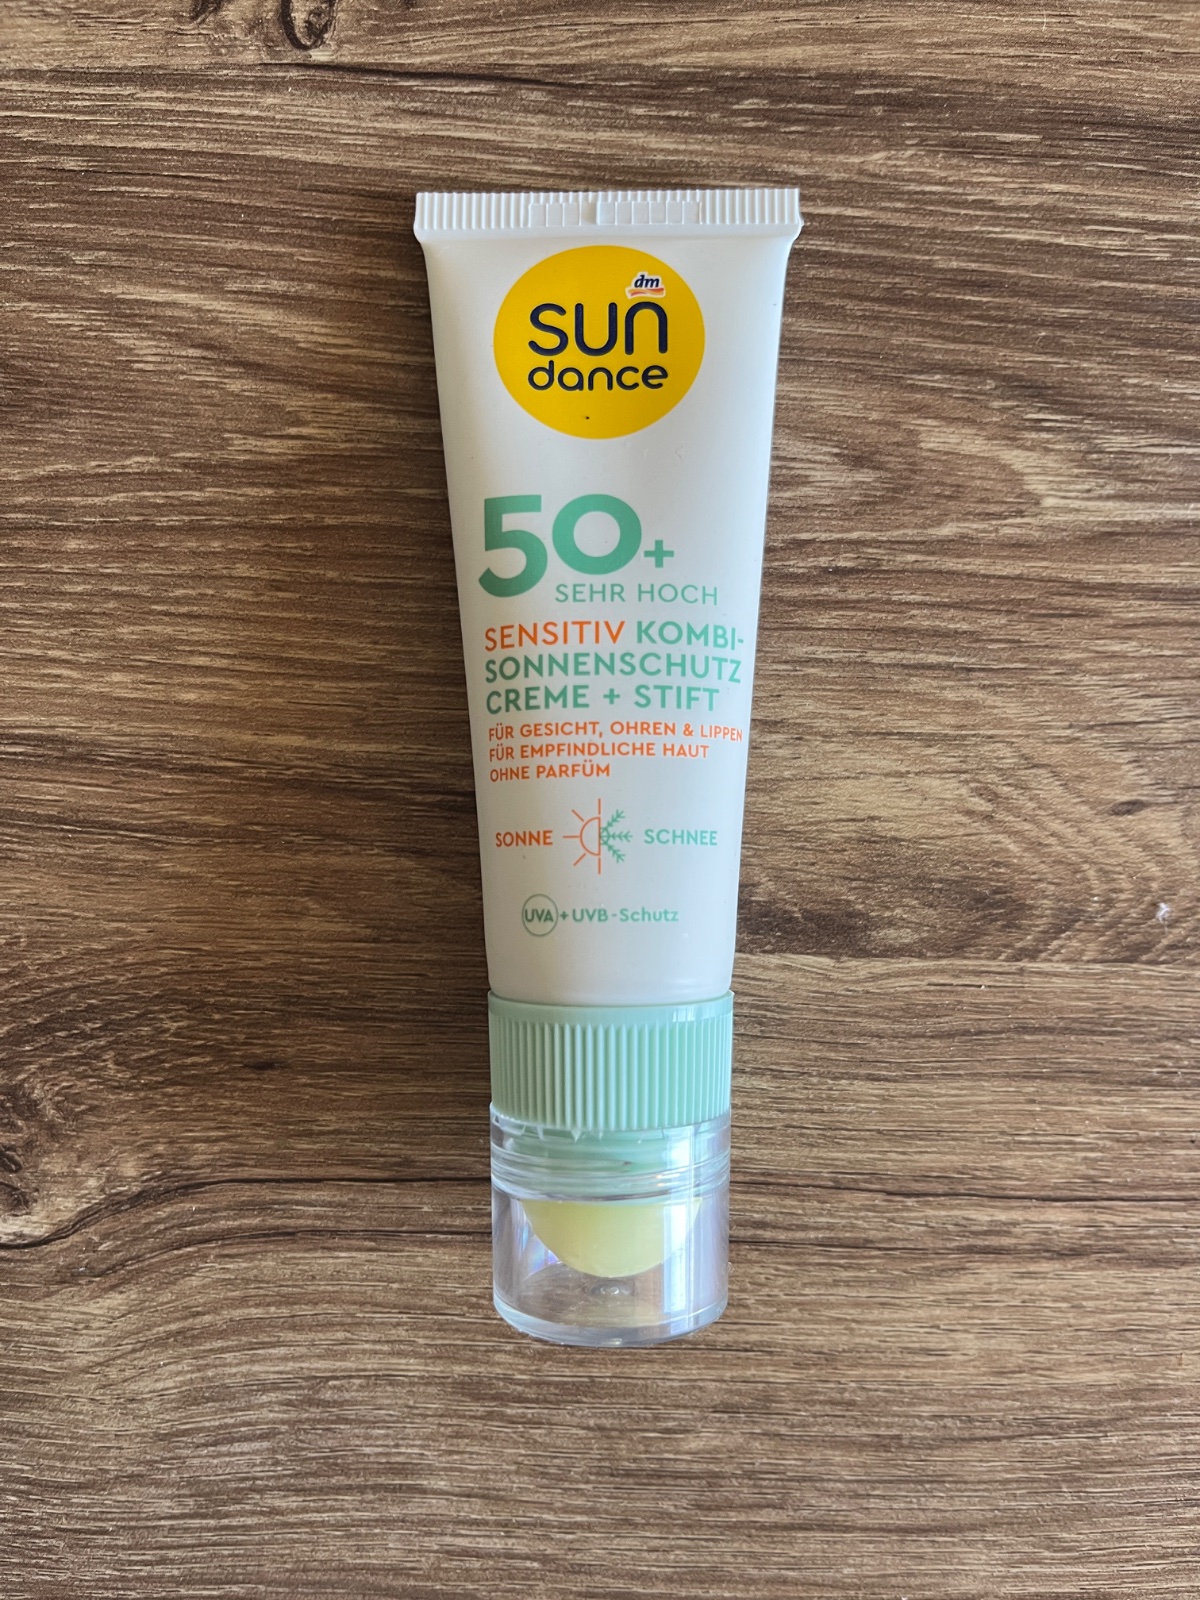 dm
SUN
dance
50+
SEHR HOCH
SENSITIV KOMBI-
SONNENSCHUTZ
CREME + STIFT
FÜR GESICHT, OHREN & LIPPEN
FÜR EMPFINDLICHE HAUT
OHNE PARFÜM
SONNE SCHNEE
UVA + UVB-Schutz